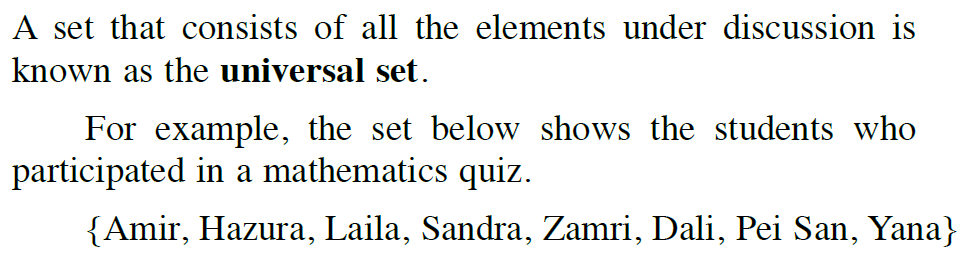 A set that consists of all the elements under discussion is
known as the universal set.
For example, the set below shows the students who
participated in a mathematics quiz.
{Amir, Hazura, Laila, Sandra, Zamri, Dali, Pei San, Yana}